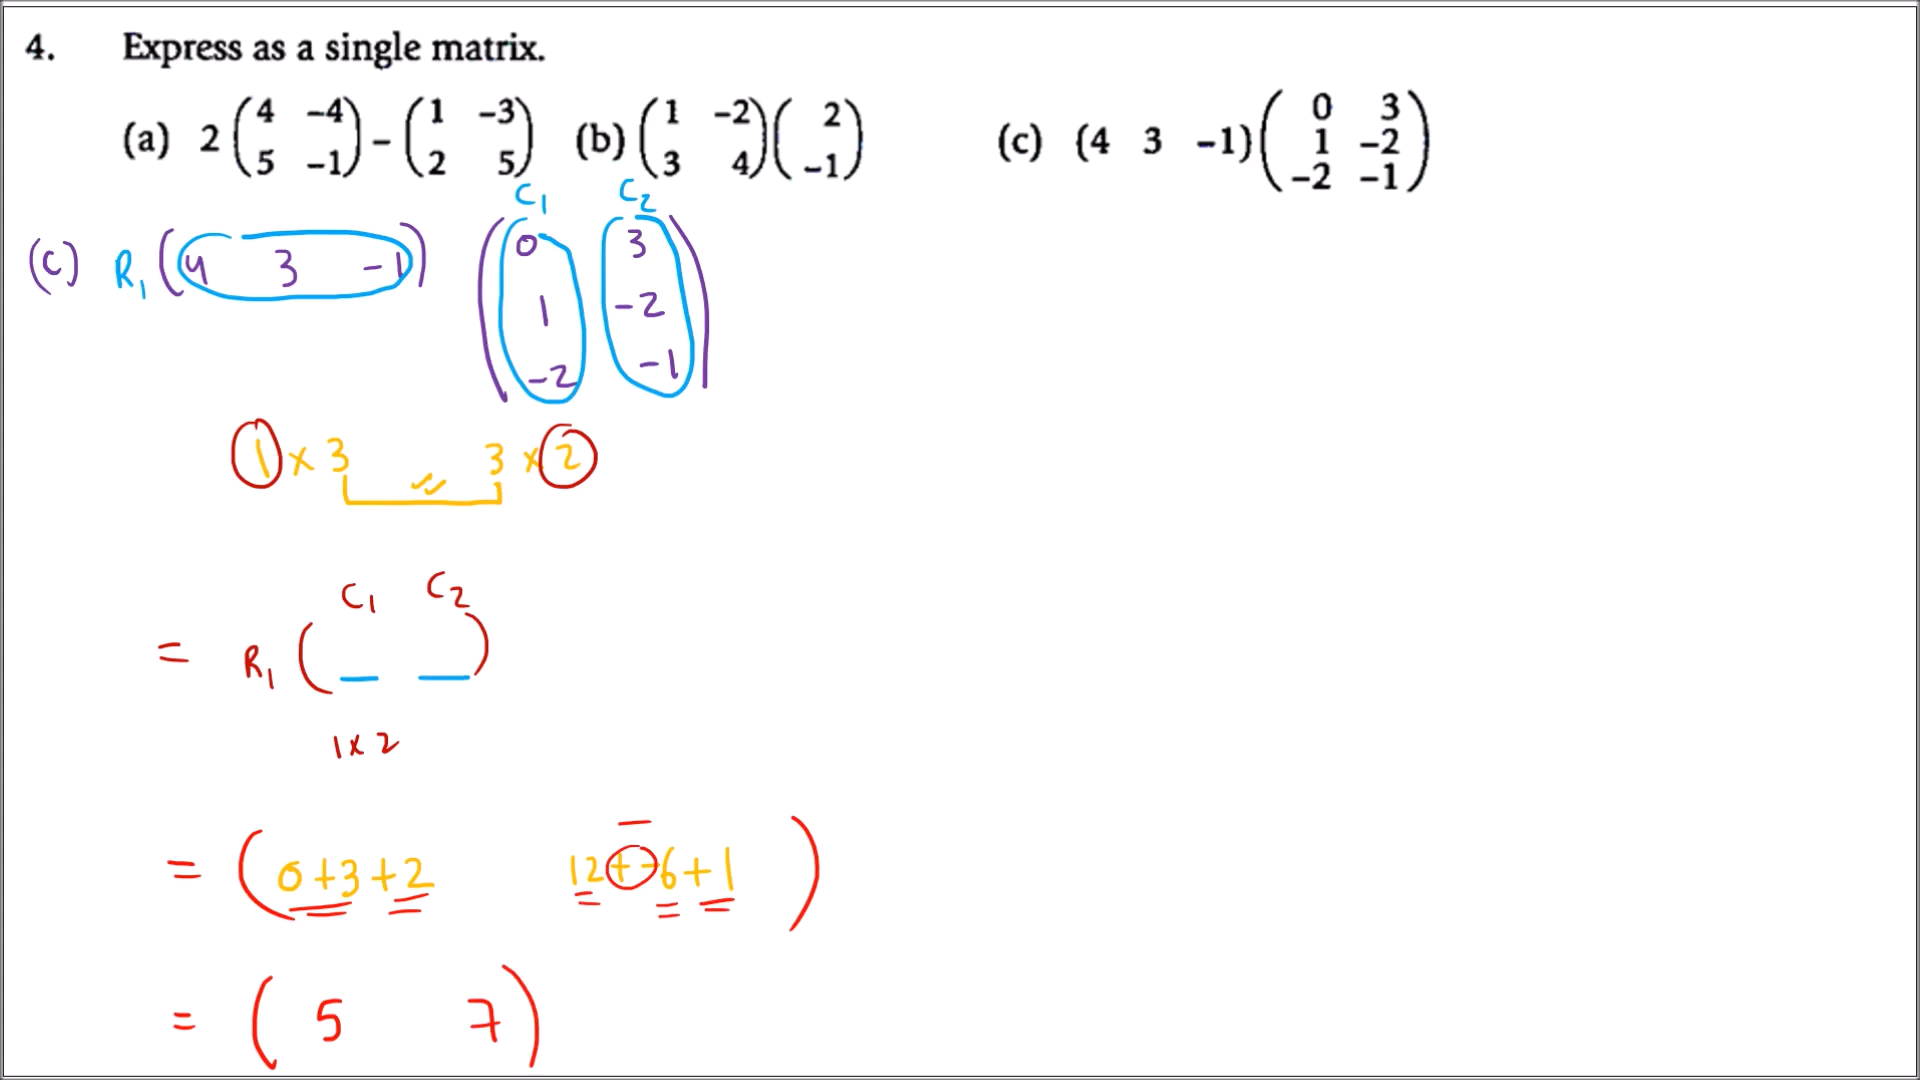 4. Express as a single matrix.
(a) 2 (4 -4; 5 -1) - (1 -3; 2 5) (b) (1 -2; 3 4)(2; -1) (c) (4 3 -1)(0 3; 1 -2; -2 -1)
C1 C2
(c) R1 (4 3 -1) (0 3; 1 -2; -2 -1)
1 × 3 3 × 2
C1 C2
= R1 ( _ _ )
1 × 2
= (0+3+2 12+-6+1)
= (5 7)